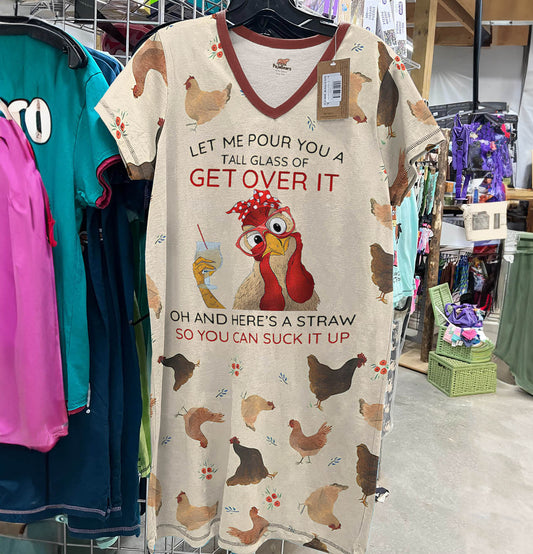 LET ME POUR YOU A
TALL GLASS OF
GET OVER IT
OH AND HERE'S A STRAW
SO YOU CAN SUCK IT UP